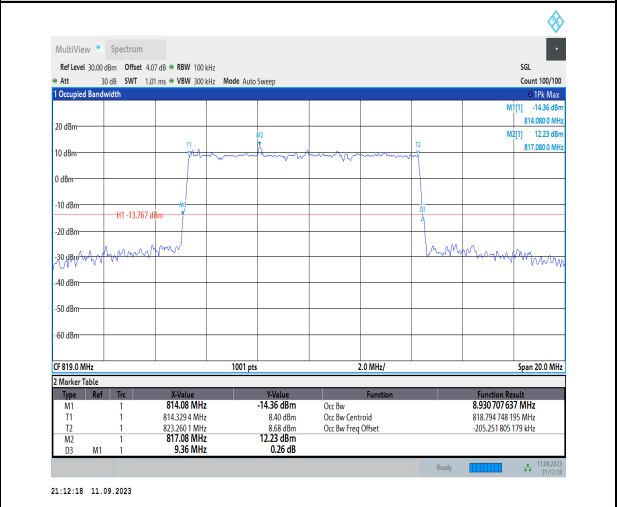 MultiView Spectrum
Ref Level 30.00 dBm Offset 4.07 dB RBW 100 kHz SGL
Att 30 dB SWT 1.01 ms VBW 300 kHz Mode Auto Sweep Count 100/100
1 Occupied Bandwidth 1Pk Max
M1[1] -14.36 dBm
814.080 0 MHz
M2[1] 12.23 dBm
817.080 0 MHz
20 dBm
M2
T1 T2
10 dBm
0 dBm
-10 dBm
M1 D3
H1 -13.767 dBm
-20 dBm
-30 dBm
-40 dBm
-50 dBm
-60 dBm
CF 819.0 MHz 1001 pts 2.0 MHz/ Span 20.0 MHz
2 Marker Table
Type Ref Trc X-Value Y-Value Function Function Result
M1 1 814.08 MHz -14.36 dBm Occ Bw 8.930 707 637 MHz
T1 1 814.329 4 MHz 8.40 dBm Occ Bw Centroid 818.794 748 195 MHz
T2 1 823.260 1 MHz 8.68 dBm Occ Bw Freq Offset -205.251 805 179 kHz
M2 1 817.08 MHz 12.23 dBm
D3 M1 1 9.36 MHz 0.26 dB
Ready 11.09.2023
21:12:18
21:12:18 11.09.2023